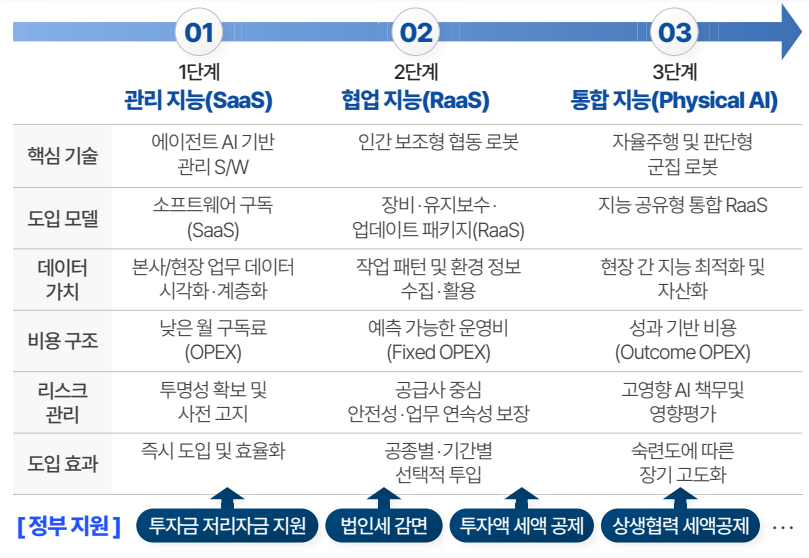 01 02 03
1단계 2단계 3단계
관리 지능(SaaS) 협업 지능(RaaS) 통합 지능(Physical AI)
핵심 기술
에이전트 AI 기반
관리 S/W
인간 보조형 협동 로봇
자율주행 및 판단형
군집 로봇
도입 모델
소프트웨어 구독
(SaaS)
장비·유지보수·
업데이트 패키지(RaaS)
지능 공유형 통합 RaaS
데이터
가치
본사/현장 업무 데이터
시각화·계층화
작업 패턴 및 환경 정보
수집·활용
현장 간 지능 최적화 및
자산화
비용 구조
낮은 월 구독료
(OPEX)
예측 가능한 운영비
(Fixed OPEX)
성과 기반 비용
(Outcome OPEX)
리스크
관리
투명성 확보 및
사전 고지
공급사 중심
안전성·업무 연속성 보장
고영향 AI 책무및
영향평가
도입 효과
즉시 도입 및 효율화
공종별·기간별
선택적 투입
숙련도에 따른
장기 고도화
[정부 지원] 투자금 저리자금 지원 법인세 감면 투자액 세액 공제 상생협력 세액공제 …